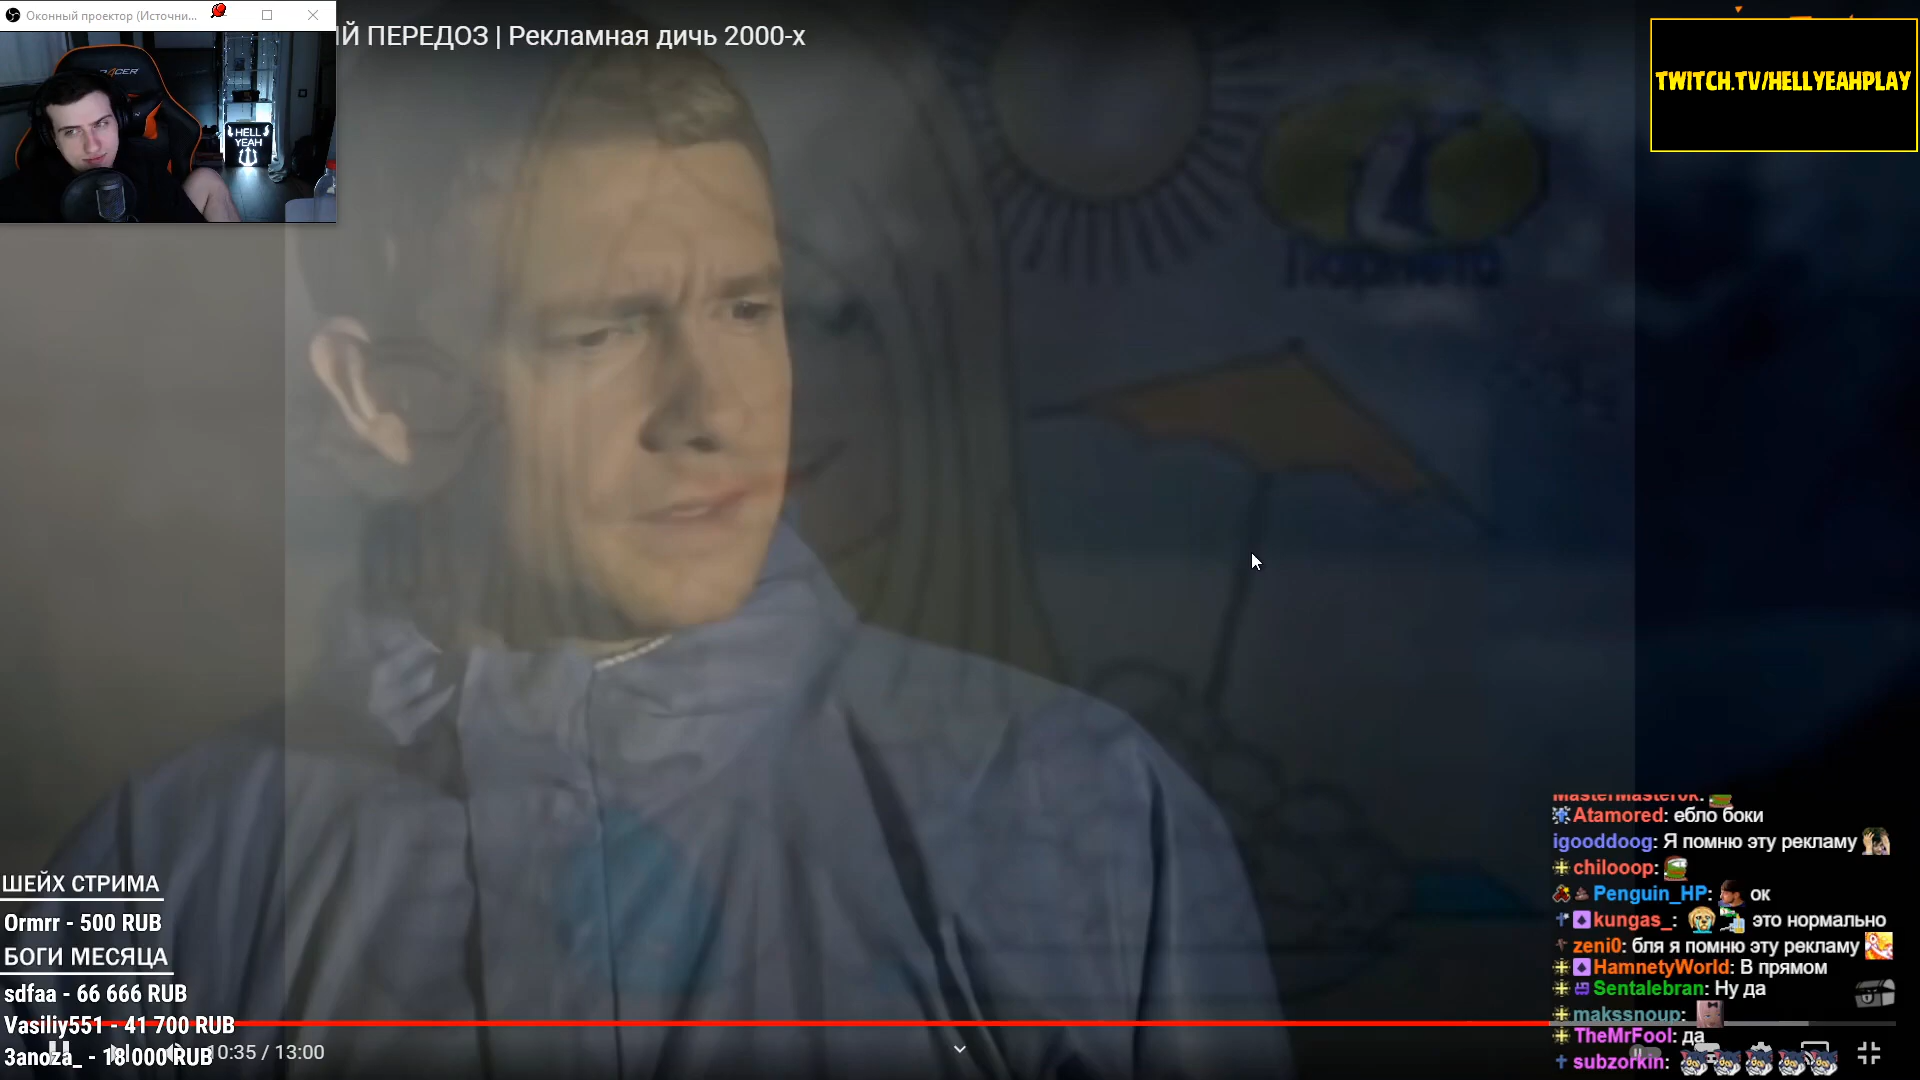 Оконный проектор (Источни...
Й ПЕРЕДОЗ | Рекламная дичь 2000-х
TWITCH.TV/HELLYEAHPLAY
HELL
YEAH
ШЕЙХ СТРИМА
Ormrr - 500 RUB
БОГИ МЕСЯЦА
sdfaa - 66 666 RUB
Vasiliy551 - 41 700 RUB
3anoza_ - 18 000 RUB
10:35 / 13:00
MasterMasterok:
Atamored: ебло боки
igooddoog: Я помню эту рекламу
chilooop:
Penguin_HP: ок
kungas_: это нормально
zeni0: бля я помню эту рекламу
HamnetyWorld: В прямом
Sentalebran: Ну да
makssnoup:
TheMrFool: да
subzorkin: